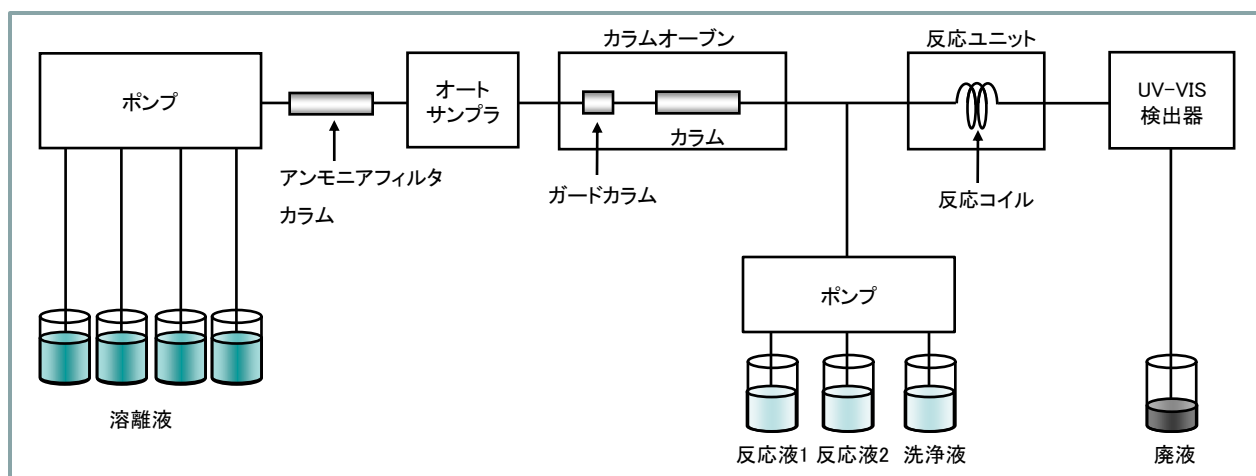 カラムオーブン
反応ユニット
ポンプ
オート
サンプラ
UV-VIS
検出器
カラム
アンモニアフィルタ
カラム
ガードカラム
反応コイル
ポンプ
溶離液
反応液1
反応液2
洗浄液
廃液